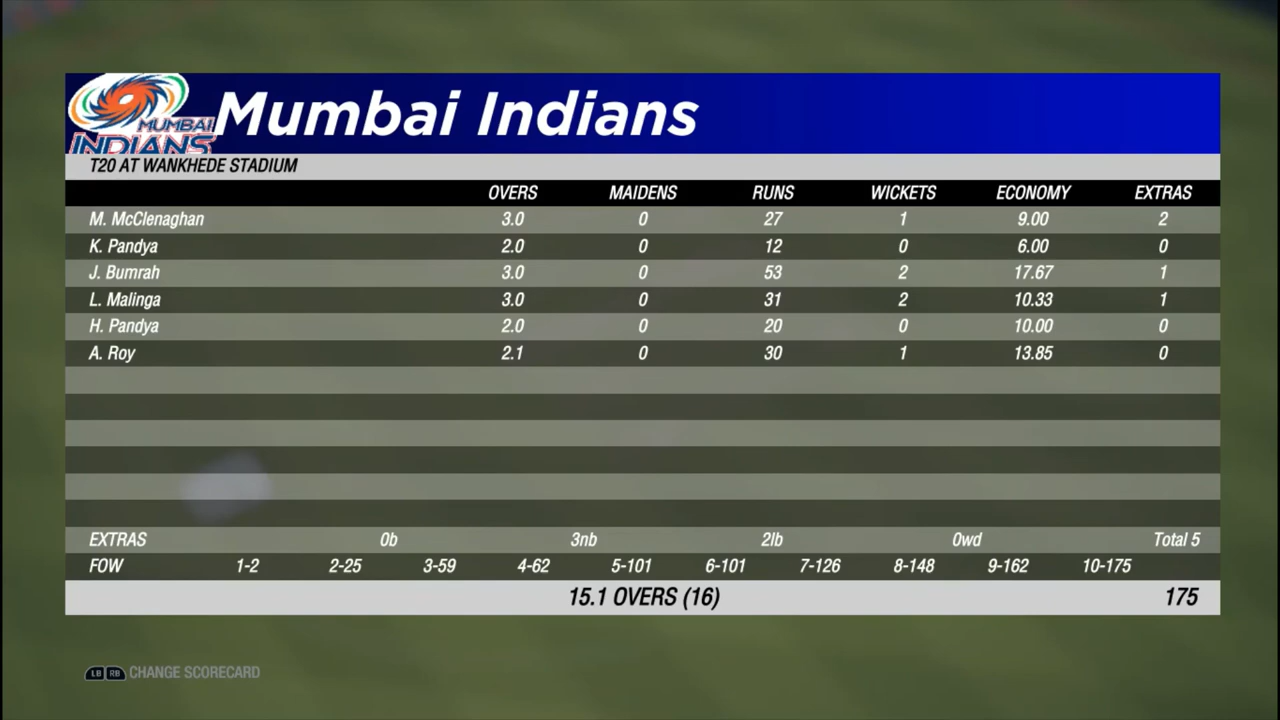 MUMBAI
INDIANS
Mumbai Indians
T20 AT WANKHEDE STADIUM
OVERS MAIDENS RUNS WICKETS ECONOMY EXTRAS
M. McClenaghan 3.0 0 27 1 9.00 2
K. Pandya 2.0 0 12 0 6.00 0
J. Bumrah 3.0 0 53 2 17.67 1
L. Malinga 3.0 0 31 2 10.33 1
H. Pandya 2.0 0 20 0 10.00 0
A. Roy 2.1 0 30 1 13.85 0
EXTRAS 0b 3nb 2lb 0wd Total 5
FOW 1-2 2-25 3-59 4-62 5-101 6-101 7-126 8-148 9-162 10-175
15.1 OVERS (16) 175
LB RB CHANGE SCORECARD